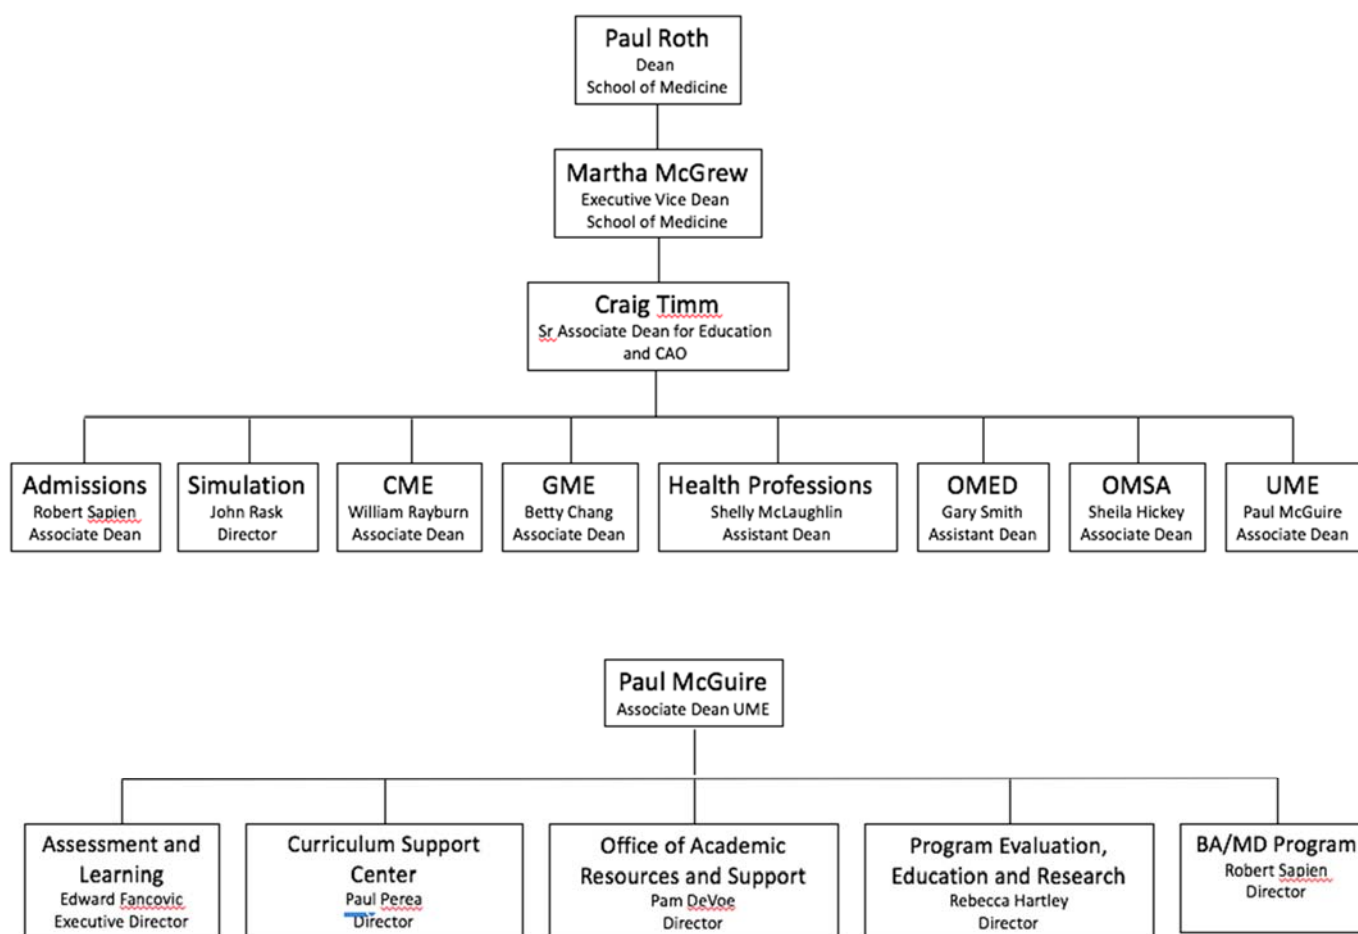 Paul Roth
Dean
School of Medicine
Martha McGrew
Executive Vice Dean
School of Medicine
Craig Timm
Sr Associate Dean for Education
and CAO
Admissions
Robert Sapien
Associate Dean
Simulation
John Rask
Director
CME
William Rayburn
Associate Dean
GME
Betty Chang
Associate Dean
Health Professions
Shelly McLaughlin
Assistant Dean
OMED
Gary Smith
Assistant Dean
OMSA
Sheila Hickey
Associate Dean
UME
Paul McGuire
Associate Dean
Paul McGuire
Associate Dean UME
Assessment and
Learning
Edward Fancovic
Executive Director
Curriculum Support
Center
Paul Perea
Director
Office of Academic
Resources and Support
Pam DeVoe
Director
Program Evaluation,
Education and Research
Rebecca Hartley
Director
BA/MD Program
Robert Sapien
Director